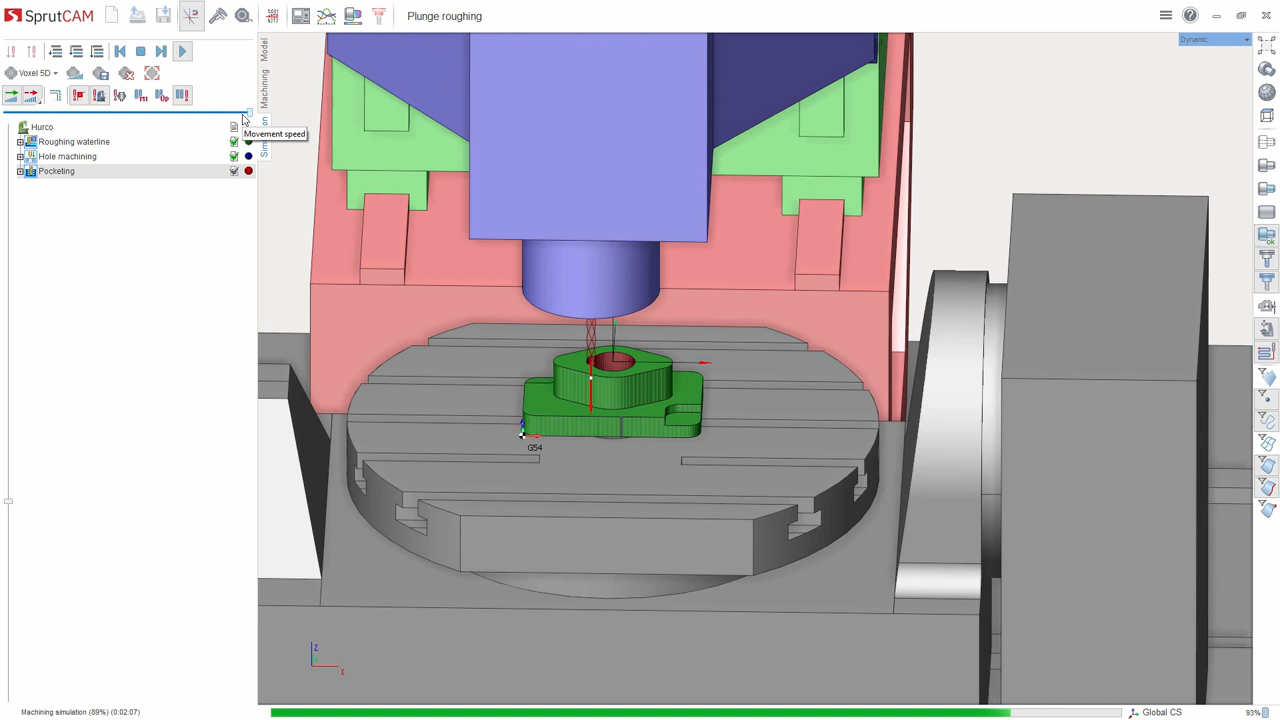 SprutCAM
Plunge roughing
Dynamic
Voxel 5D
Movement speed
Hurco
Roughing waterline
Hole machining
Pocketing
Model
Machining
G54
Z
X
X
Machining simulation (89%) (0:02:07)
Global CS
93%